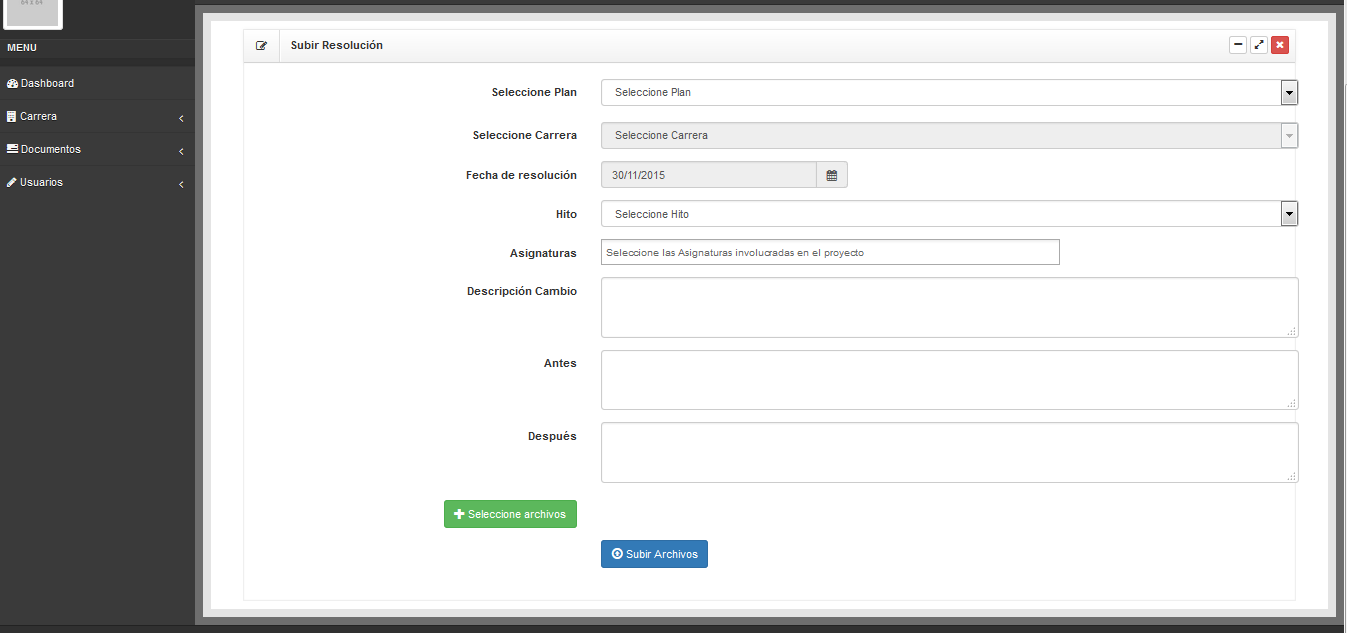 64 x 64
MENU
Dashboard
Carrera
Documentos
Usuarios
Subir Resolución
Seleccione Plan Seleccione Plan
Seleccione Carrera Seleccione Carrera
Fecha de resolución 30/11/2015
Hito Seleccione Hito
Asignaturas Seleccione las Asignaturas involucradas en el proyecto
Descripción Cambio
Antes
Después
Seleccione archivos
Subir Archivos